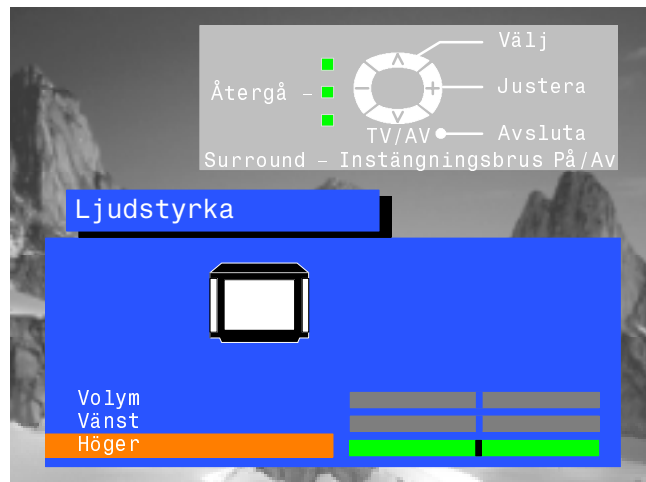 Välj
Återgå –
Justera
TV/AV
Avsluta
Surround – Instängningsbrus På/Av
Ljudstyrka
Volym
Vänst
Höger